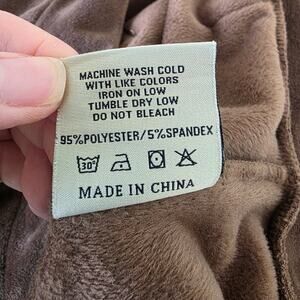 MACHINE WASH COLD
WITH LIKE COLORS
IRON ON LOW
TUMBLE DRY LOW
DO NOT BLEACH
95%POLYESTER/5%SPANDEX
30°
MADE IN CHINA